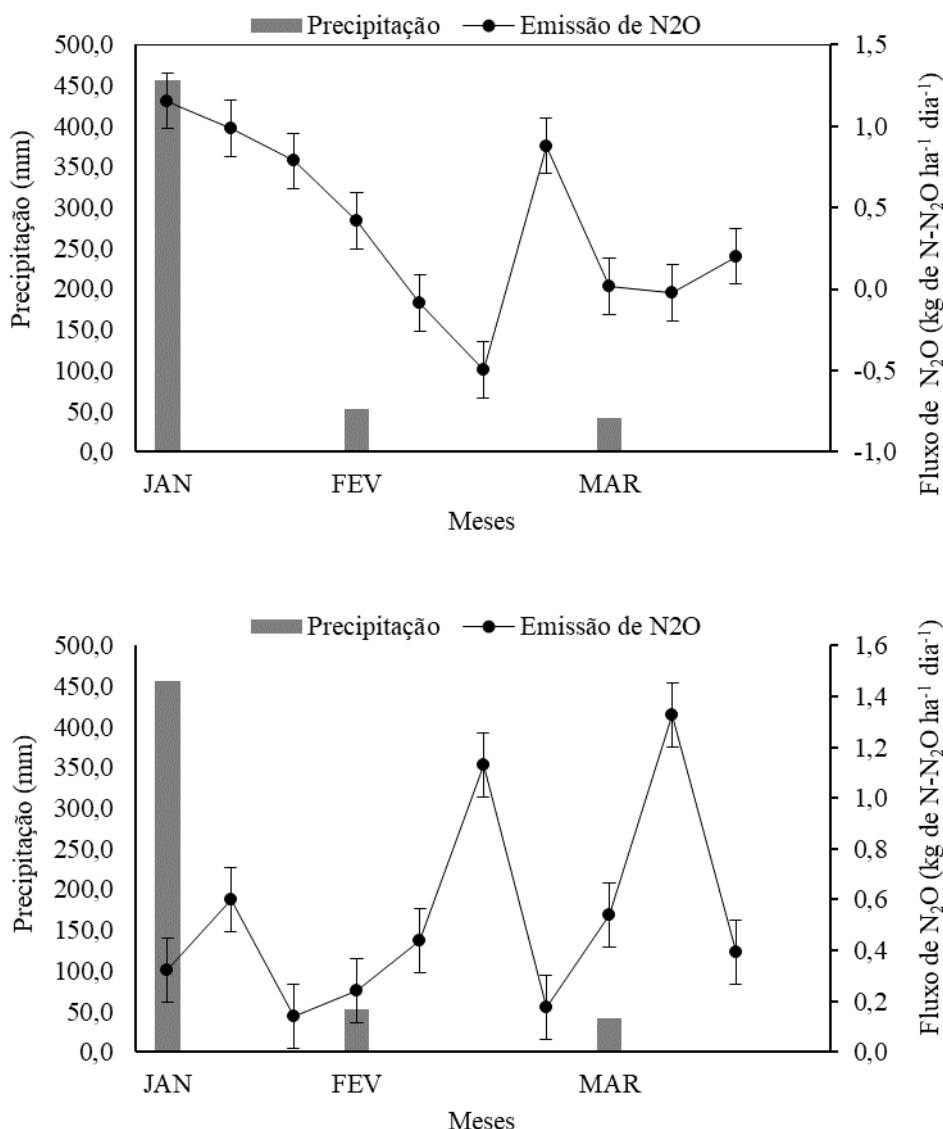 Precipitação Emissão de N2O
500,0 1,5
450,0
400,0 1,0
350,0
300,0 0,5
250,0
200,0 0,0
150,0
100,0 -0,5
50,0
0,0 -1,0
Precipitação (mm)
Fluxo de N₂O (kg de N-N₂O ha⁻¹ dia⁻¹)
JAN FEV MAR
Meses
Precipitação Emissão de N2O
500,0 1,6
450,0 1,4
400,0 1,2
350,0
300,0 1,0
250,0 0,8
200,0 0,6
150,0
100,0 0,4
50,0 0,2
0,0 0,0
Precipitação (mm)
Fluxo de N₂O (kg de N-N₂O ha⁻¹ dia⁻¹)
JAN FEV MAR
Meses